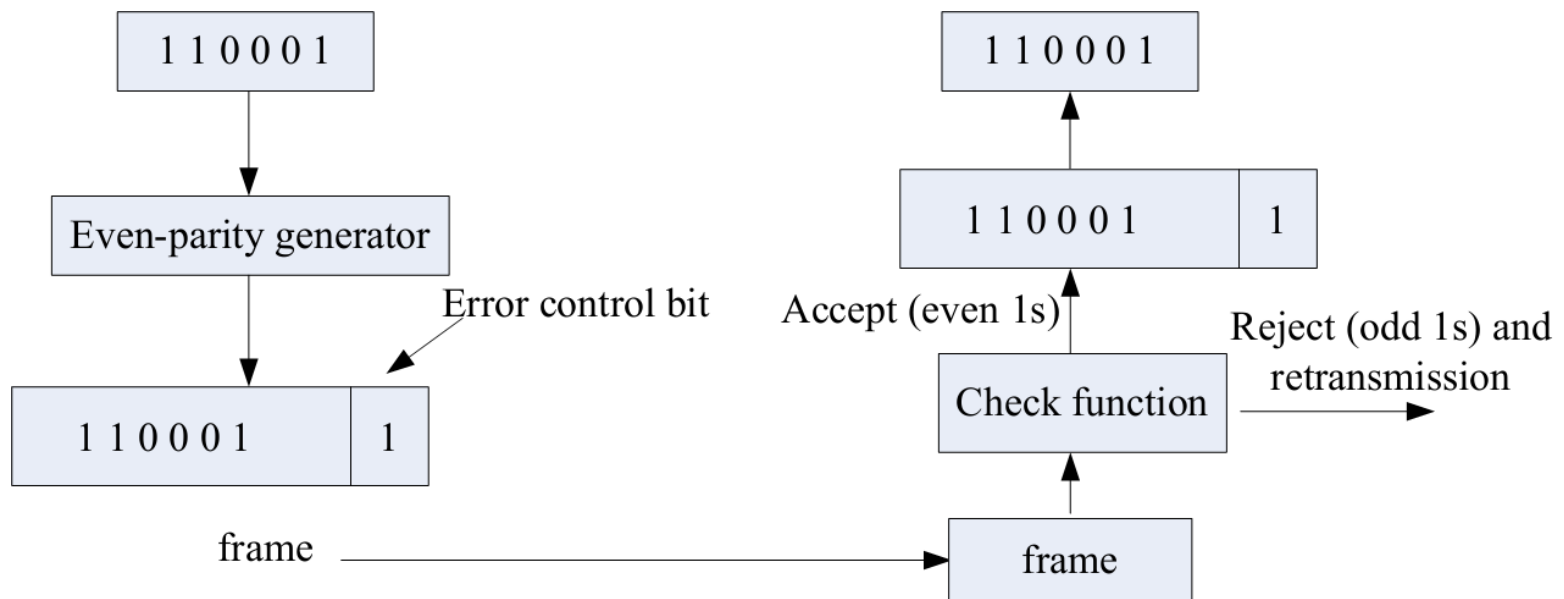 1 1 0 0 0 1
Even-parity generator
Error control bit
1 1 0 0 0 1 1
frame
1 1 0 0 0 1
1 1 0 0 0 1 1
Accept (even 1s)
Reject (odd 1s) and
retransmission
Check function
frame